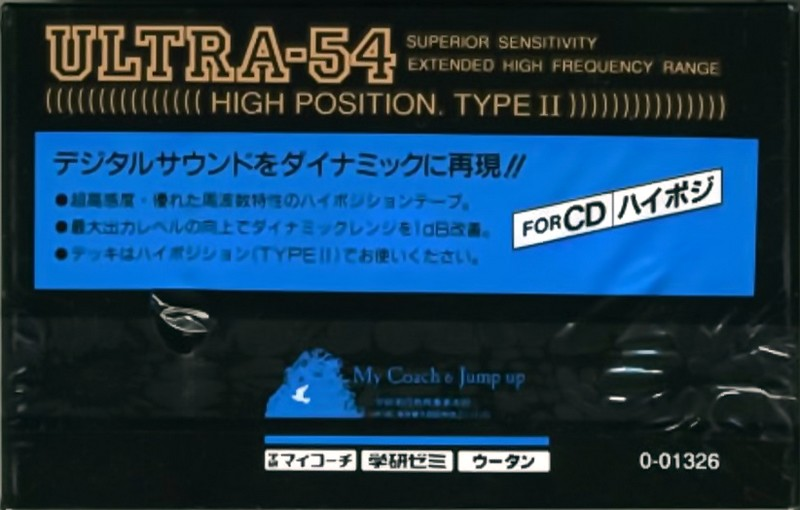 ULTRA-54
SUPERIOR SENSITIVITY
EXTENDED HIGH FREQUENCY RANGE
HIGH POSITION. TYPE II
デジタルサウンドをダイナミックに再現!!
●超高感度・優れた周波数特性のハイポジションテープ。
●最大出力レベルの向上でダイナミックレンジを1dB改善。
●デッキはハイポジション(TYPE II)でお使いください。
FOR CD ハイポジ
My Coach & Jump up
マイコーチ 学研ゼミ ウータン
0-01326